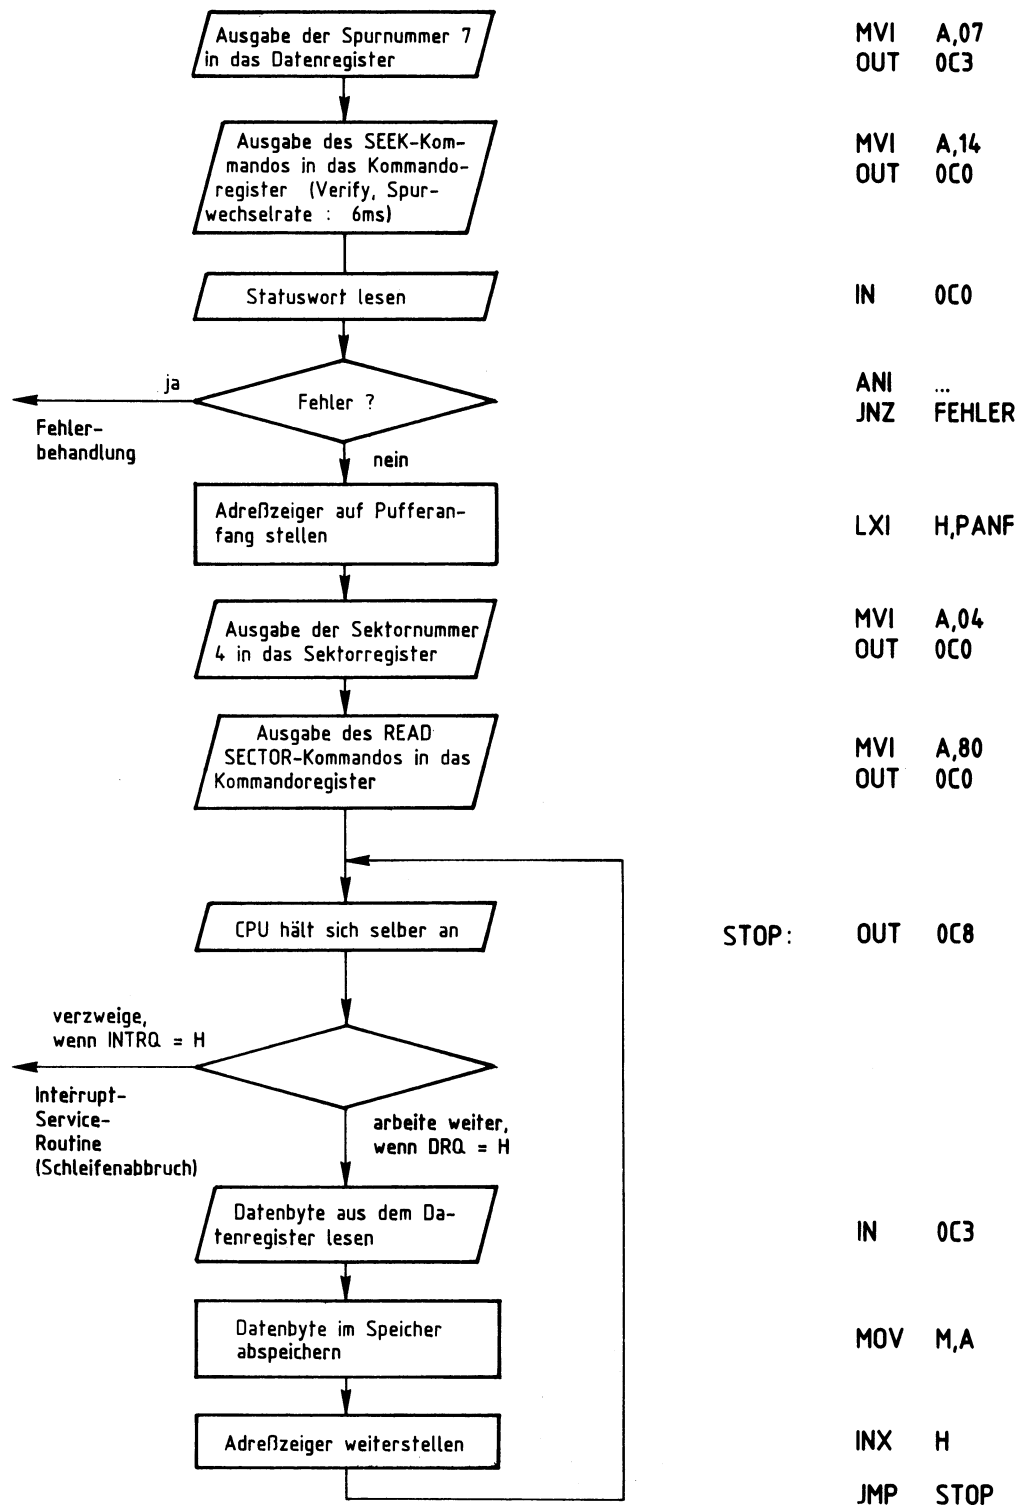 Ausgabe der Spurnummer 7
in das Datenregister
MVI A,07
OUT 0C3
Ausgabe des SEEK-Kom-
mandos in das Kommando-
register (Verify, Spur-
wechselrate : 6ms)
MVI A,14
OUT 0C0
Statuswort lesen
IN 0C0
ja
Fehler ?
Fehler-
behandlung
nein
ANI ...
JNZ FEHLER
Adreßzeiger auf Pufferan-
fang stellen
LXI H,PANF
Ausgabe der Sektornummer
4 in das Sektorregister
MVI A,04
OUT 0C0
Ausgabe des READ
SECTOR-Kommandos in das
Kommandoregister
MVI A,80
OUT 0C0
CPU hält sich selber an
STOP: OUT 0C8
verzweige,
wenn INTRQ = H
Interrupt-
Service-
Routine
(Schleifenabbruch)
arbeite weiter,
wenn DRQ = H
Datenbyte aus dem Da-
tenregister lesen
IN 0C3
Datenbyte im Speicher
abspeichern
MOV M,A
Adreßzeiger weiterstellen
INX H
JMP STOP